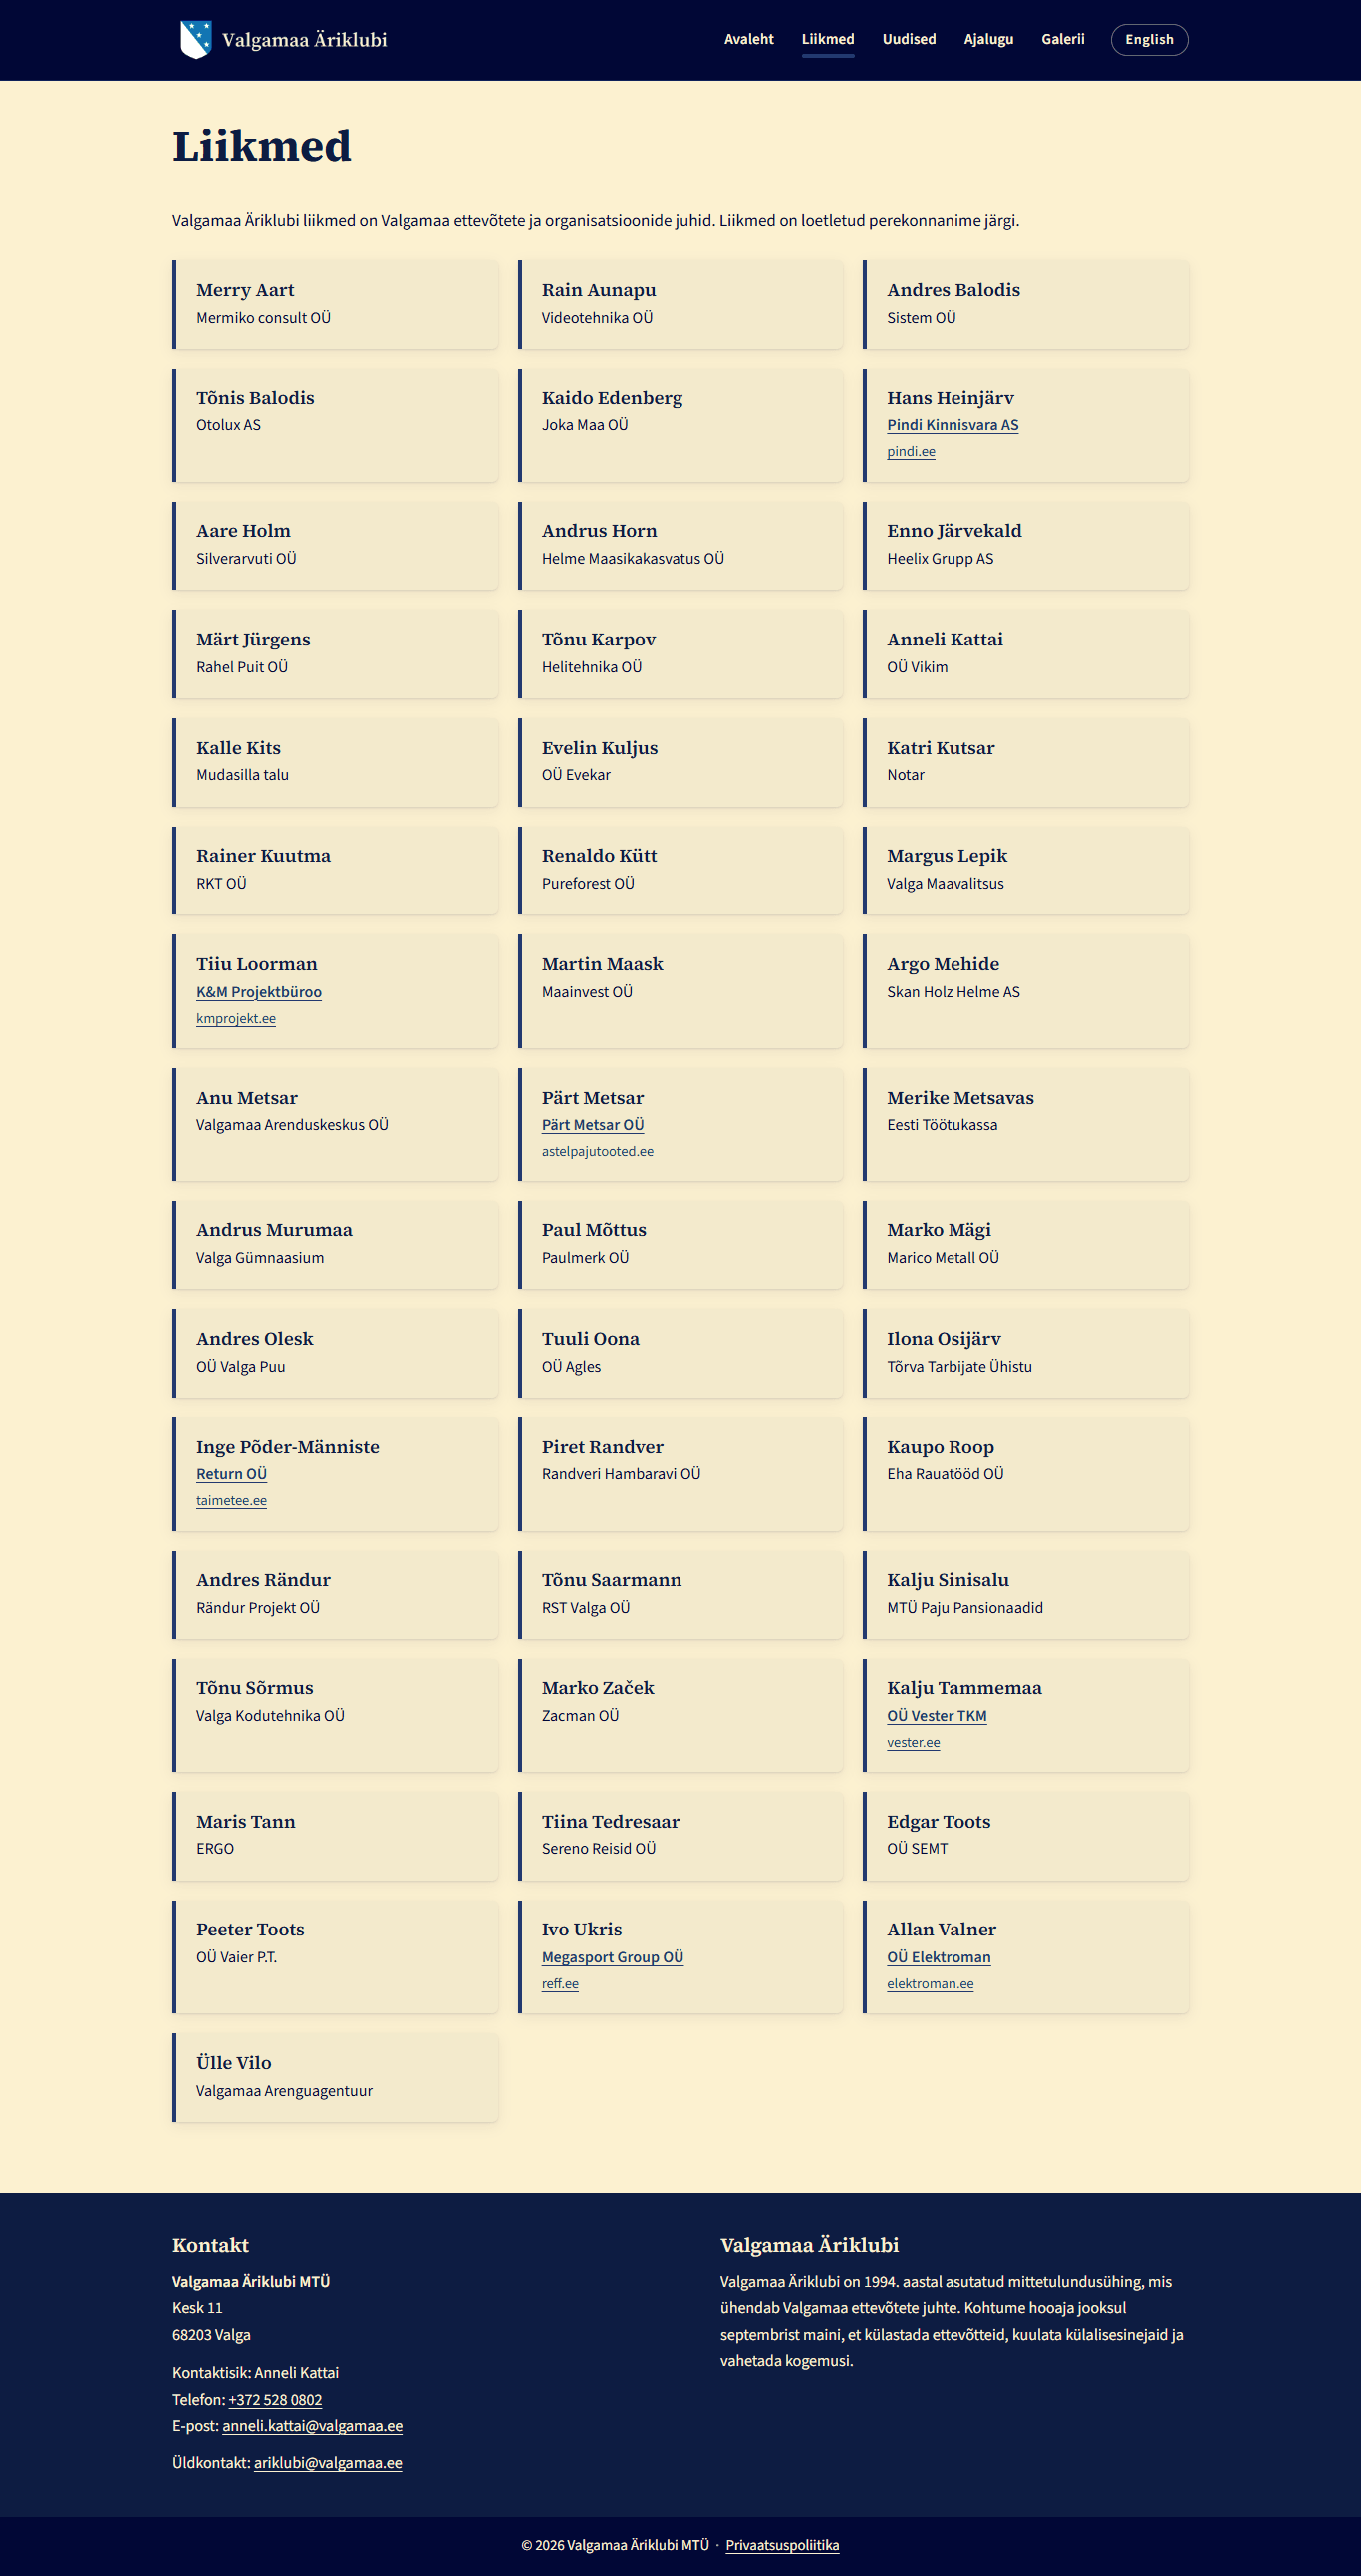 Valgamaa Äriklubi
Avaleht Liikmed Uudised Ajalugu Galerii English
Liikmed
Valgamaa Äriklubi liikmed on Valgamaa ettevõtete ja organisatsioonide juhid. Liikmed on loetletud perekonnanime järgi.
Merry Aart
Mermiko consult OÜ
Rain Aunapu
Videotehnika OÜ
Andres Balodis
Sistem OÜ
Tõnis Balodis
Otolux AS
Kaido Edenberg
Joka Maa OÜ
Hans Heinjärv
Pindi Kinnisvara AS
pindi.ee
Aare Holm
Silverarvuti OÜ
Andrus Horn
Helme Maasikakasvatus OÜ
Enno Järvekald
Heelix Grupp AS
Märt Jürgens
Rahel Puit OÜ
Tõnu Karpov
Helitehnika OÜ
Anneli Kattai
OÜ Vikim
Kalle Kits
Mudasilla talu
Evelin Kuljus
OÜ Evekar
Katri Kutsar
Notar
Rainer Kuutma
RKT OÜ
Renaldo Kütt
Pureforest OÜ
Margus Lepik
Valga Maavalitsus
Tiiu Loorman
K&M Projektbüroo
kmprojekt.ee
Martin Maask
Maainvest OÜ
Argo Mehide
Skan Holz Helme AS
Anu Metsar
Valgamaa Arenduskeskus OÜ
Pärt Metsar
Pärt Metsar OÜ
astelpajutooted.ee
Merike Metsavas
Eesti Töötukassa
Andrus Murumaa
Valga Gümnaasium
Paul Mõttus
Paulmerk OÜ
Marko Mägi
Marico Metall OÜ
Andres Olesk
OÜ Valga Puu
Tuuli Oona
OÜ Agles
Ilona Osijärv
Tõrva Tarbijate Ühistu
Inge Põder-Männiste
Return OÜ
taimetee.ee
Piret Randver
Randveri Hambaravi OÜ
Kaupo Roop
Eha Rauatööd OÜ
Andres Rändur
Rändur Projekt OÜ
Tõnu Saarmann
RST Valga OÜ
Kalju Sinisalu
MTÜ Paju Pansionaadid
Tõnu Sõrmus
Valga Kodutehnika OÜ
Marko Začek
Zacman OÜ
Kalju Tammemaa
OÜ Vester TKM
vester.ee
Maris Tann
ERGO
Tiina Tedresaar
Sereno Reisid OÜ
Edgar Toots
OÜ SEMT
Peeter Toots
OÜ Vaier P.T.
Ivo Ukris
Megasport Group OÜ
reff.ee
Allan Valner
OÜ Elektroman
elektroman.ee
Ülle Vilo
Valgamaa Arenguagentuur
Kontakt
Valgamaa Äriklubi MTÜ
Kesk 11
68203 Valga
Kontaktisik: Anneli Kattai
Telefon: +372 528 0802
E-post: anneli.kattai@valgamaa.ee
Üldkontakt: ariklubi@valgamaa.ee
Valgamaa Äriklubi
Valgamaa Äriklubi on 1994. aastal asutatud mittetulundusühing, mis
ühendab Valgamaa ettevõtete juhte. Kohtume hooaja jooksul
septembrist maini, et külastada ettevõtteid, kuulata külalisesinejaid ja
vahetada kogemusi.
© 2026 Valgamaa Äriklubi MTÜ · Privaatsuspoliitika